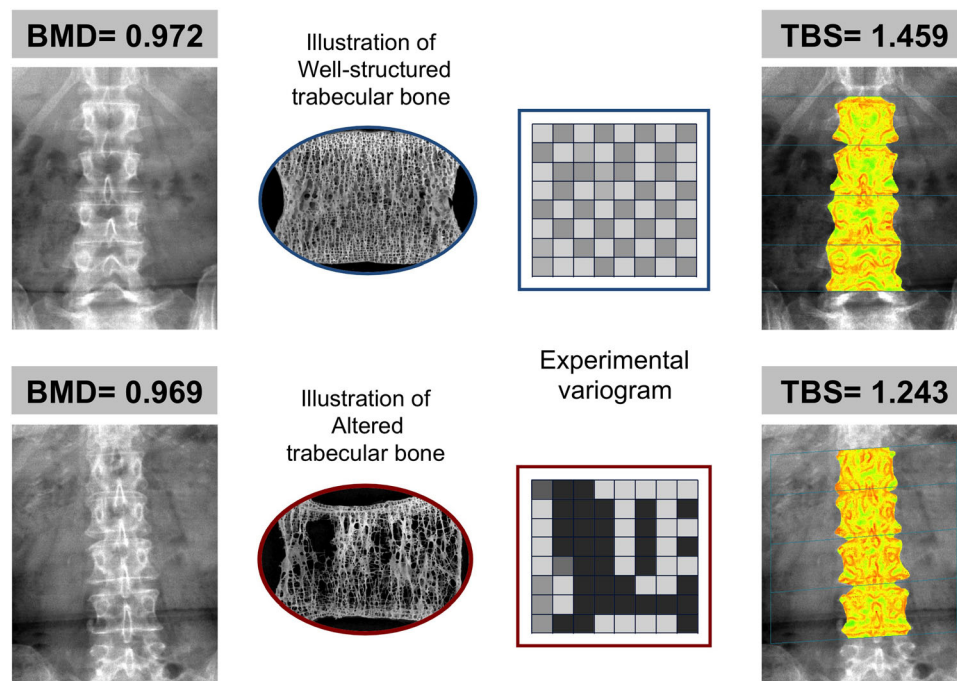 BMD= 0.972
Illustration of
Well-structured
trabecular bone
TBS= 1.459
BMD= 0.969
Illustration of
Altered
trabecular bone
Experimental
variogram
TBS= 1.243